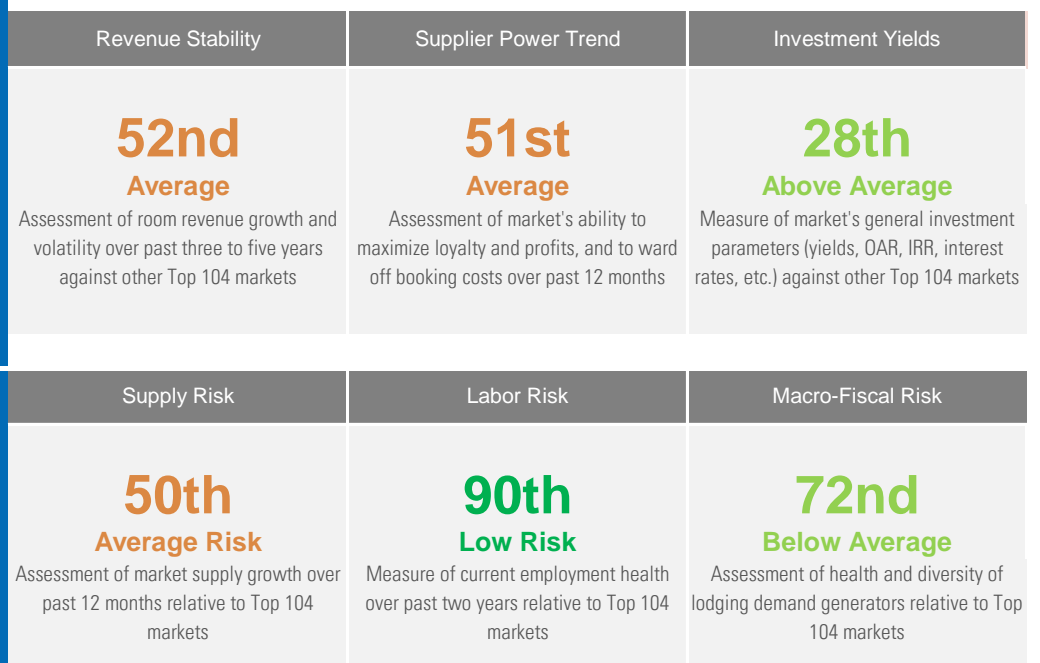 Revenue Stability
Supplier Power Trend
Investment Yields
52nd
Average
Assessment of room revenue growth and
volatility over past three to five years
against other Top 104 markets
51st
Average
Assessment of market's ability to
maximize loyalty and profits, and to ward
off booking costs over past 12 months
28th
Above Average
Measure of market's general investment
parameters (yields, OAR, IRR, interest
rates, etc.) against other Top 104 markets
Supply Risk
Labor Risk
Macro-Fiscal Risk
50th
Average Risk
Assessment of market supply growth over
past 12 months relative to Top 104
markets
90th
Low Risk
Measure of current employment health
over past two years relative to Top 104
markets
72nd
Below Average
Assessment of health and diversity of
lodging demand generators relative to Top
104 markets